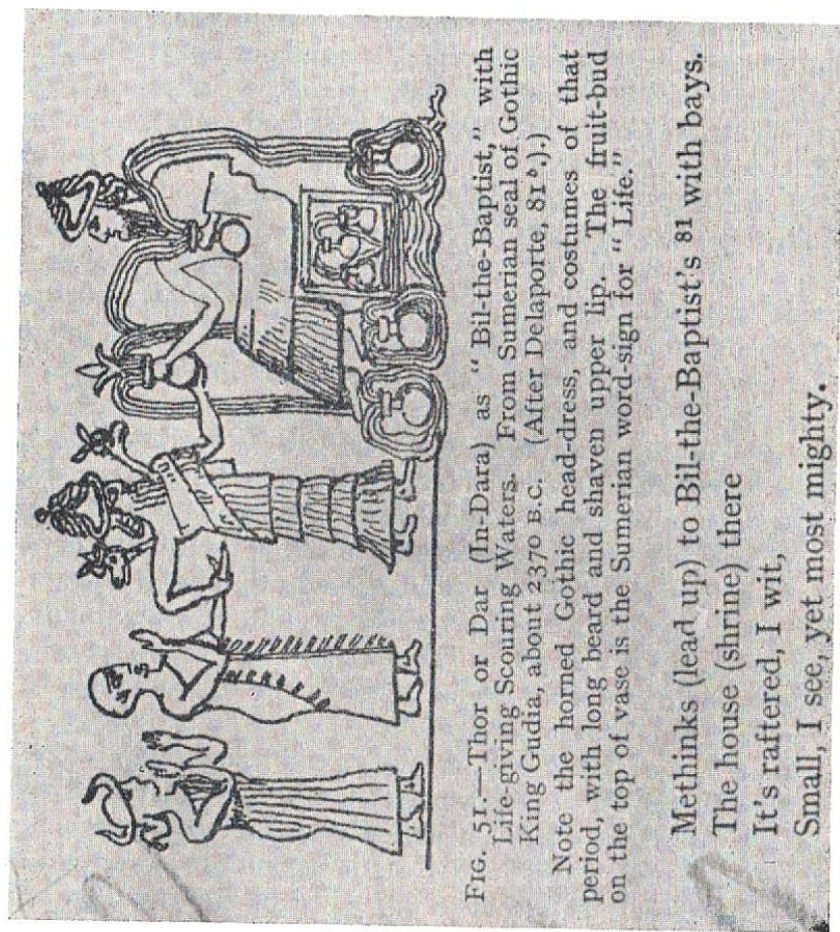 FIG. 51.—Thor or Dar (In-Dara) as "Bil-the-Baptist," with
Life-giving Scouring Waters. From Sumerian seal of Gothic
King Gudia, about 2370 B.C. (After Delaporte, 81ᵇ.).)
Note the horned Gothic head-dress, and costumes of that
period, with long beard and shaven upper lip. The fruit-bud
on the top of vase is the Sumerian word-sign for "Life."
Methinks (lead up) to Bil-the-Baptist's ⁸¹ with bays.
The house (shrine) there
It's raftered, I wit,
Small, I see, yet most mighty.